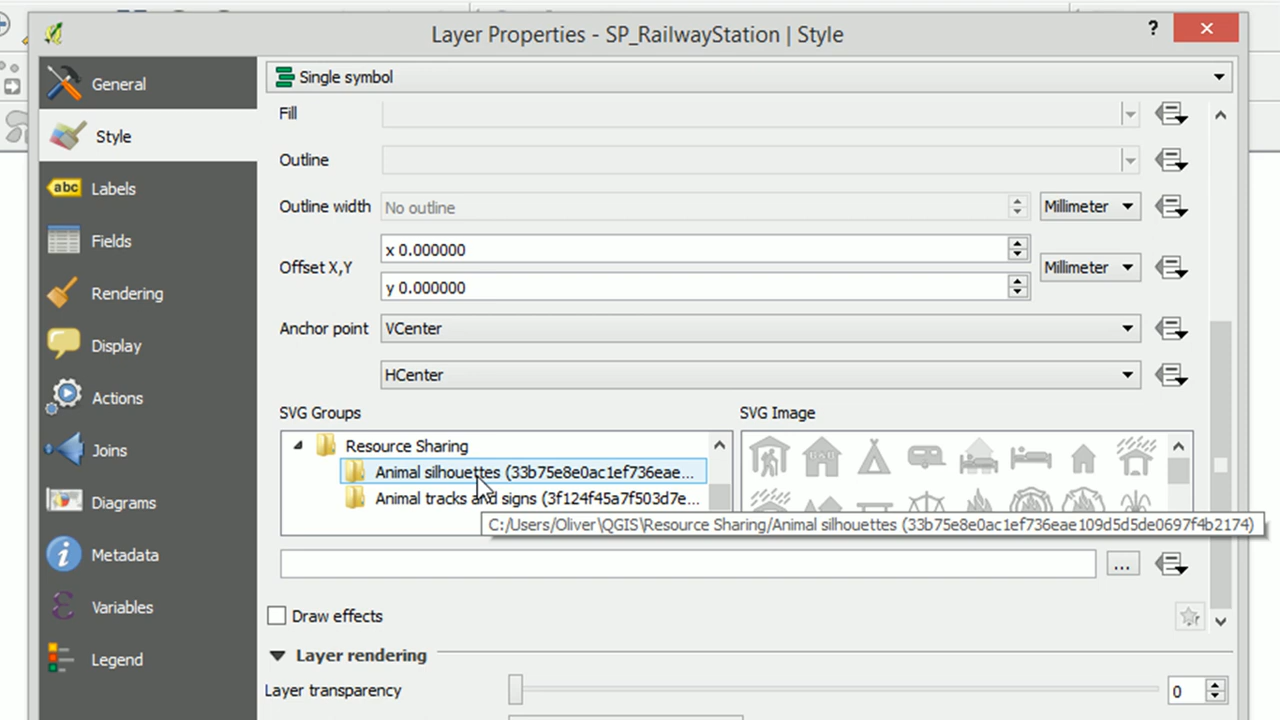 Layer Properties - SP_RailwayStation | Style
?
General
Single symbol
Fill
Style
Outline
Labels
Outline width No outline Millimeter
abc
Fields
x 0.000000
Offset X,Y Millimeter
y 0.000000
Rendering
Anchor point VCenter
Display
HCenter
Actions
SVG Groups SVG Image
Joins
Resource Sharing
Animal silhouettes (33b75e8e0ac1ef736eae...
Diagrams
Animal tracks and signs (3f124f45a7f503d7e...
C:/Users/Oliver\QGIS\Resource Sharing/Animal silhouettes (33b75e8e0ac1ef736eae109d5d5de0697f4b2174)
Metadata
...
Variables
Draw effects
Legend
Layer rendering
Layer transparency 0